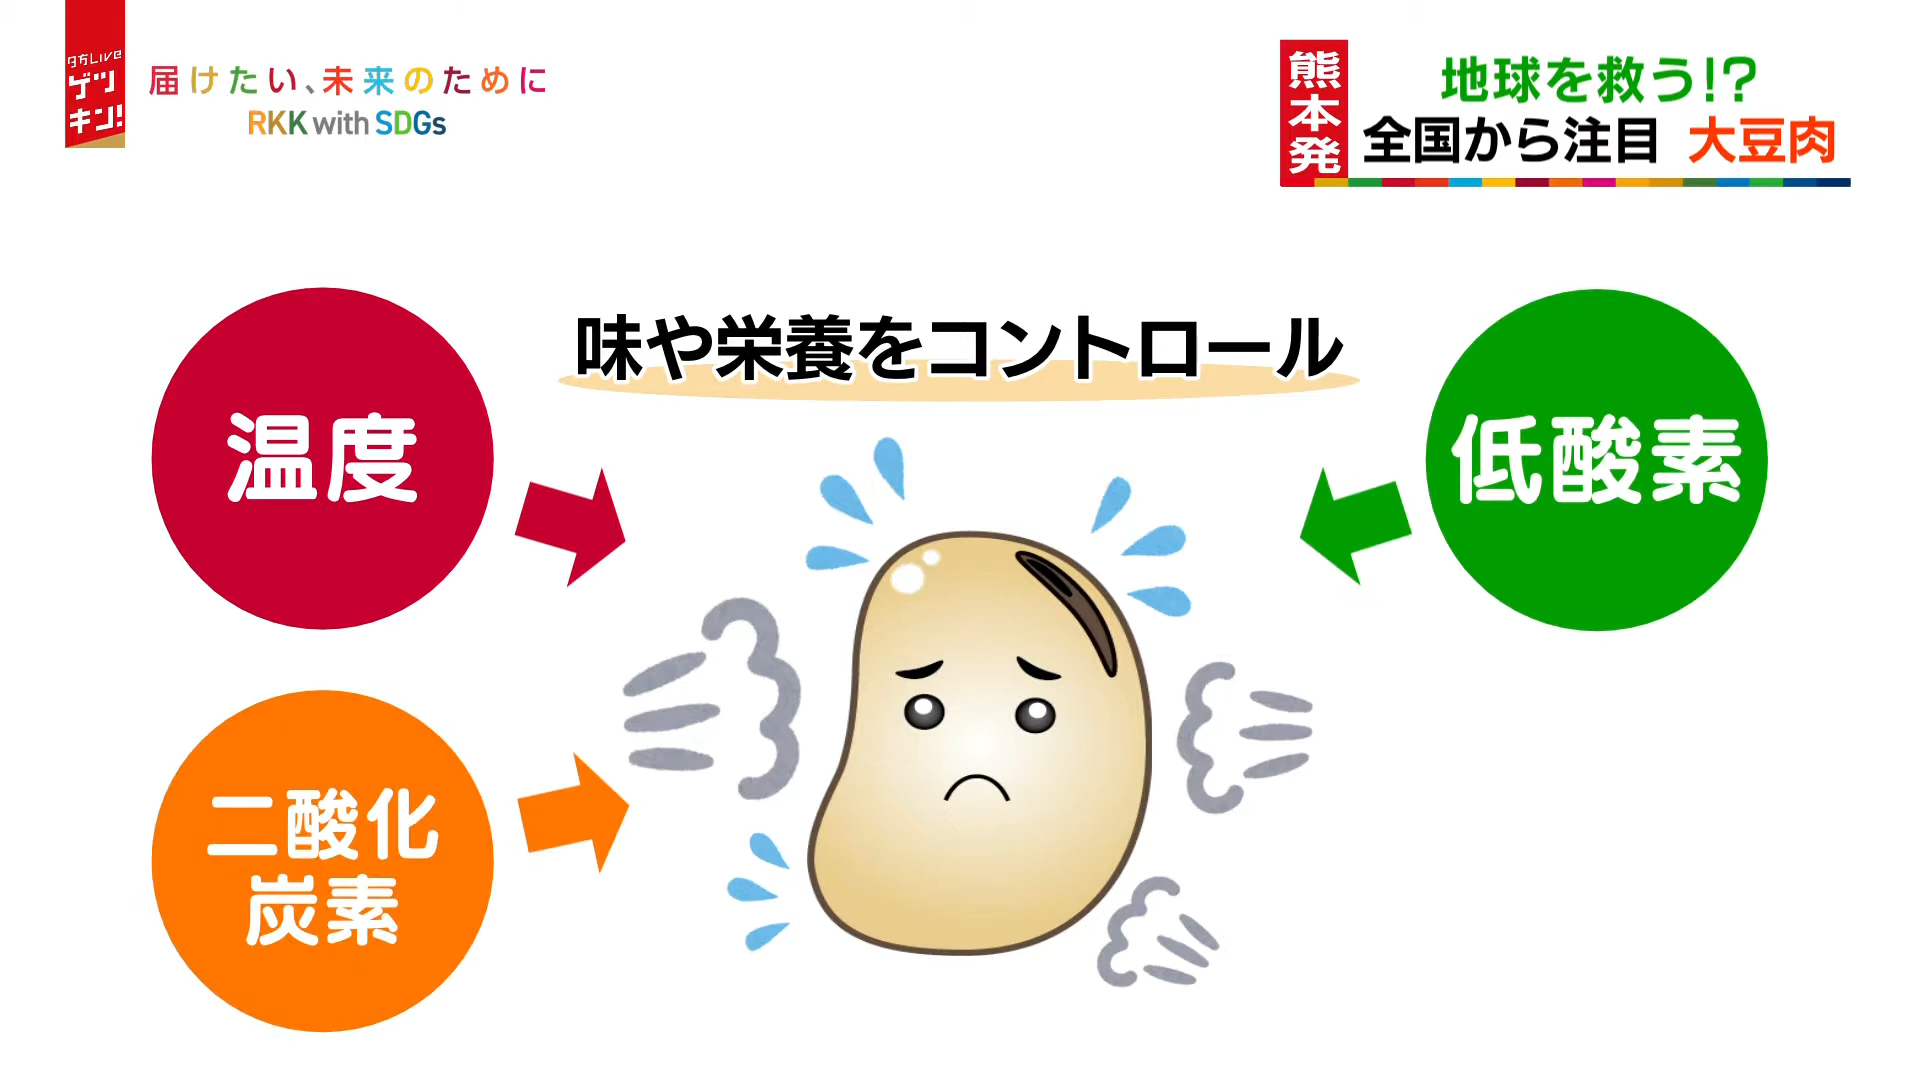 夕方Live
ゲツ
キン!
届けたい、未来のために
RKK with SDGs
熊本発
地球を救う!?
全国から注目 大豆肉
味や栄養をコントロール
温度
低酸素
二酸化
炭素